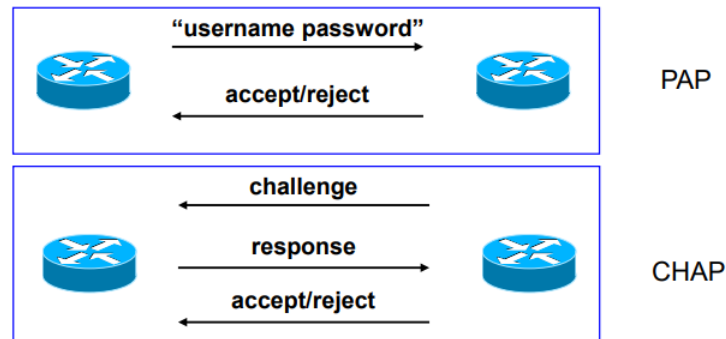 “username password”
accept/reject
PAP
challenge
response
accept/reject
CHAP